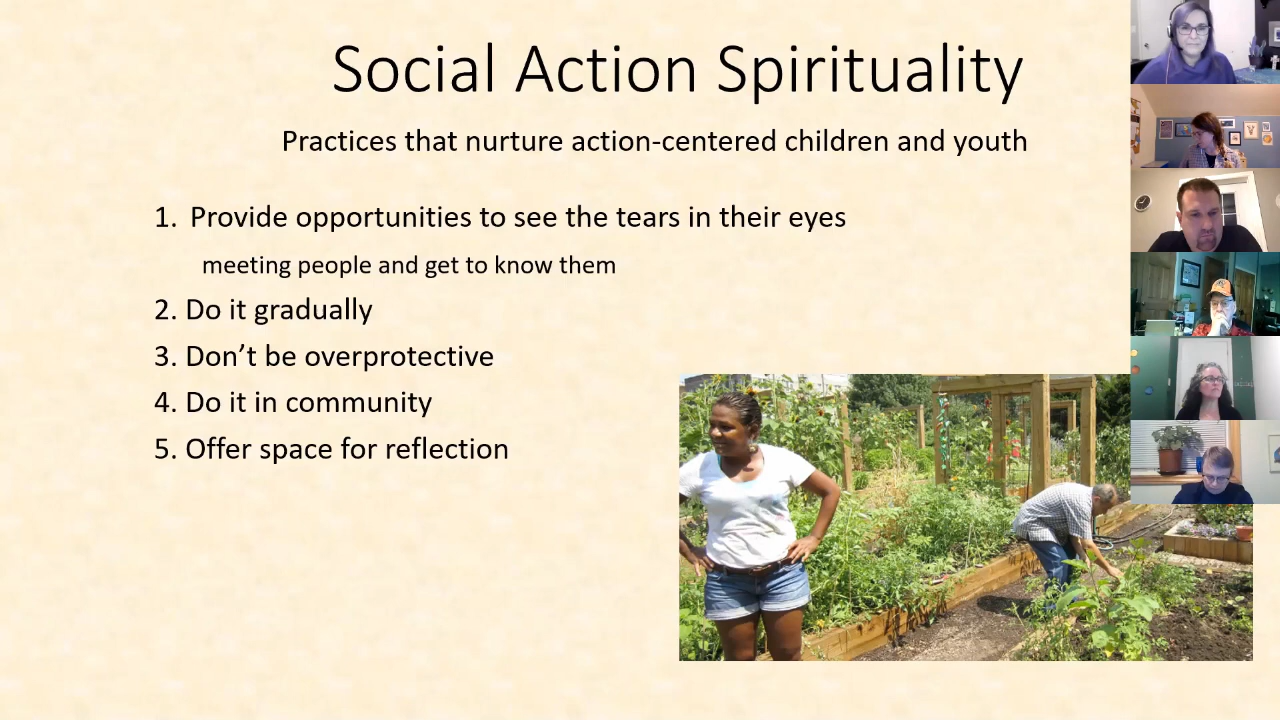 Social Action Spirituality
Practices that nurture action-centered children and youth
1. Provide opportunities to see the tears in their eyes
meeting people and get to know them
2. Do it gradually
3. Don’t be overprotective
4. Do it in community
5. Offer space for reflection